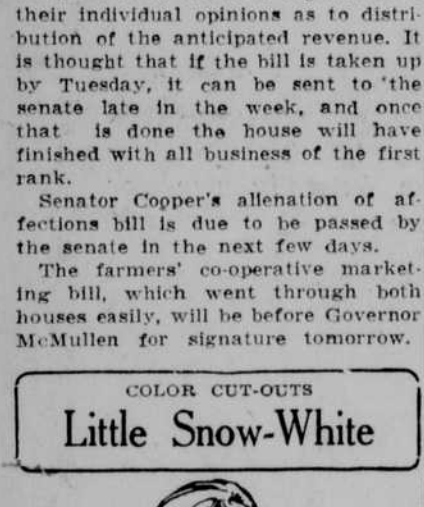 their individual opinions as to distri-
bution of the anticipated revenue. It
is thought that if the bill is taken up
by Tuesday, it can be sent to 'the
senate late in the week, and once
that is done the house will have
finished with all business of the first
rank.
Senator Copper's alienation of af-
fections bill is due to be passed by
the senate in the next few days.
The farmers' co-operative market-
ing bill, which went through both
houses easily, will be before Governor
McMullen for signature tomorrow.
COLOR CUT-OUTS
Little Snow-White